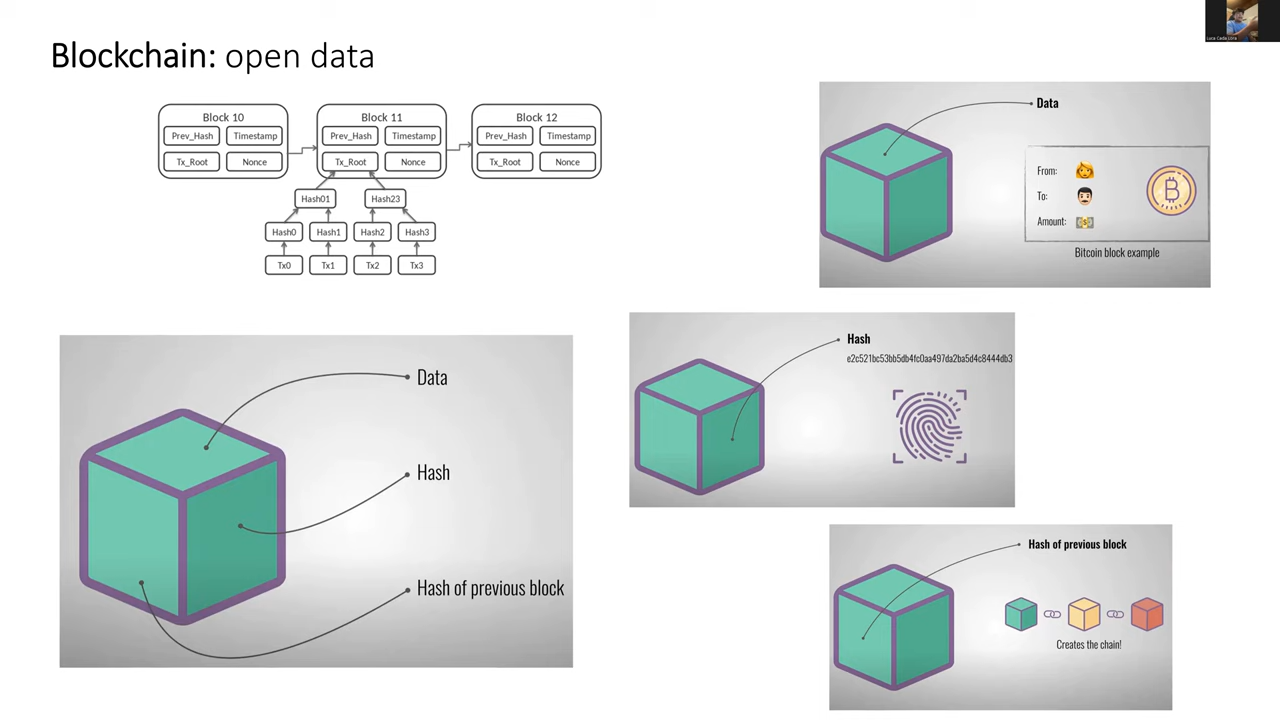 Blockchain: open data
Block 10
Prev_Hash Timestamp
Tx_Root Nonce
Block 11
Prev_Hash Timestamp
Tx_Root Nonce
Block 12
Prev_Hash Timestamp
Tx_Root Nonce
Hash01 Hash23
Hash0 Hash1 Hash2 Hash3
Tx0 Tx1 Tx2 Tx3
Data
From:
To:
Amount:
Bitcoin block example
Data
Hash
Hash of previous block
Hash
e2c521bc53bb5db4fc0aa497da2ba5d4c8444db3
Hash of previous block
Creates the chain!